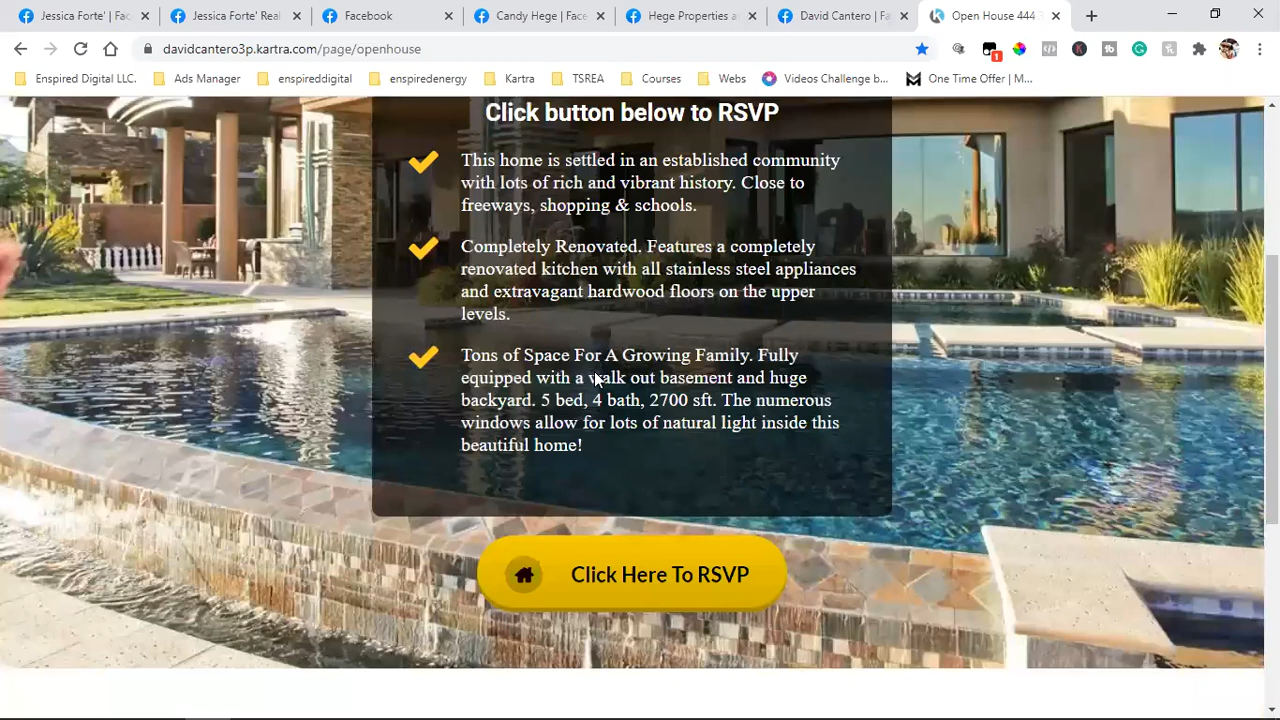 Jessica Forte' | Fac
Jessica Forte' Real
Facebook
Candy Hege | Face
Hege Properties a
David Cantero | Fa
Open House 444
davidcantero3p.kartra.com/page/openhouse
1
Enspired Digital LLC.
Ads Manager
enspireddigital
enspiredenergy
Kartra
TSREA
Courses
Webs
Videos Challenge b...
One Time Offer | M...
Click button below to RSVP
This home is settled in an established community
with lots of rich and vibrant history. Close to
freeways, shopping & schools.
Completely Renovated. Features a completely
renovated kitchen with all stainless steel appliances
and extravagant hardwood floors on the upper
levels.
Tons of Space For A Growing Family. Fully
equipped with a walk out basement and huge
backyard. 5 bed, 4 bath, 2700 sft. The numerous
windows allow for lots of natural light inside this
beautiful home!
Click Here To RSVP